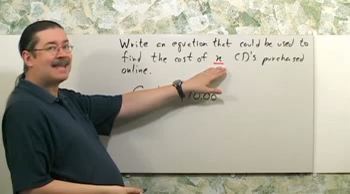 Write an equation that could be used to
find the cost of n CD's purchased
online.
C